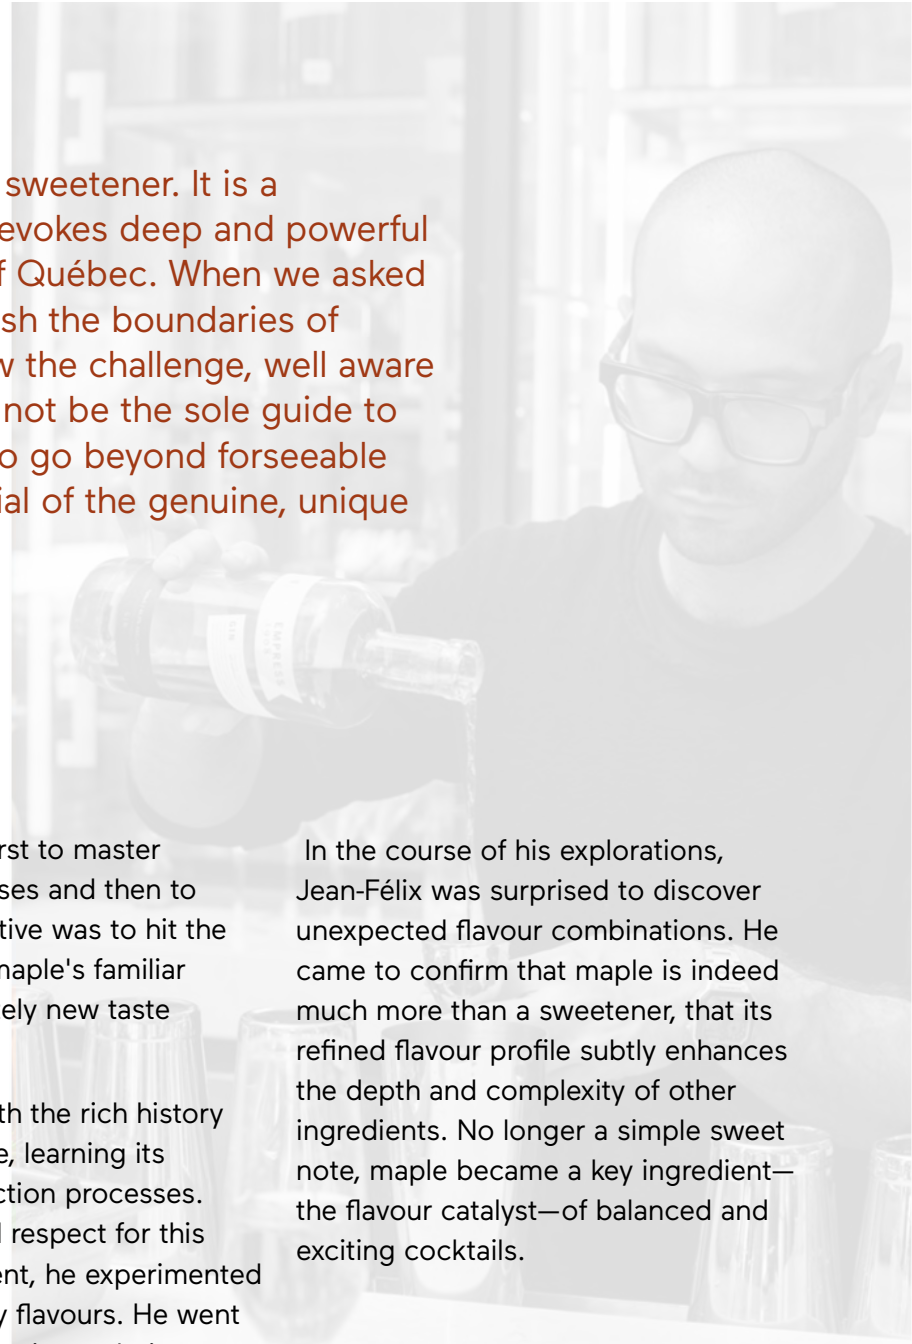 sweetener. It is a
evokes deep and powerful
f Québec. When we asked
sh the boundaries of
w the challenge, well aware
not be the sole guide to
o go beyond forseeable
ial of the genuine, unique
EMPRESS
GIN
rst to master
ses and then to
tive was to hit the
maple's familiar
ely new taste
th the rich history
e, learning its
ction processes.
respect for this
ent, he experimented
y flavours. He went
In the course of his explorations,
Jean-Félix was surprised to discover
unexpected flavour combinations. He
came to confirm that maple is indeed
much more than a sweetener, that its
refined flavour profile subtly enhances
the depth and complexity of other
ingredients. No longer a simple sweet
note, maple became a key ingredient—
the flavour catalyst—of balanced and
exciting cocktails.